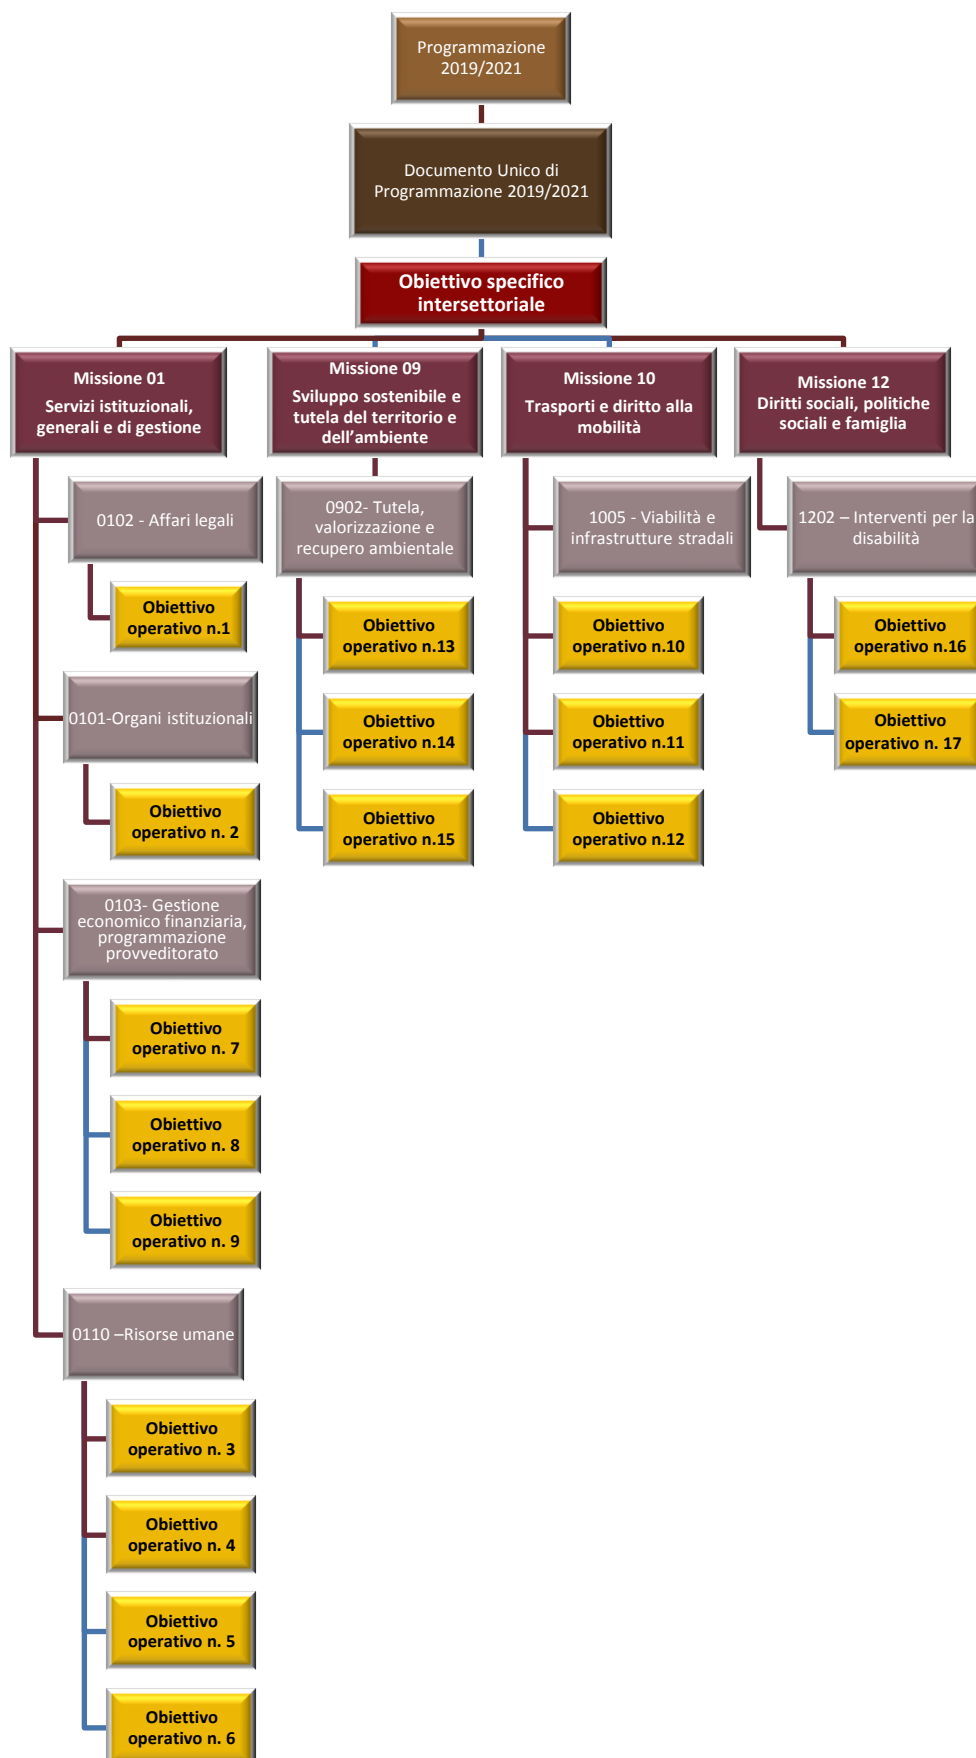 Programmazione
2019/2021
Documento Unico di
Programmazione 2019/2021
Obiettivo specifico
intersettoriale
Missione 01
Servizi istituzionali,
generali e di gestione
0102 - Affari legali
Obiettivo
operativo n.1
0101-Organi istituzionali
Obiettivo
operativo n. 2
0103- Gestione
economico finanziaria,
programmazione
provveditorato
Obiettivo
operativo n. 7
Obiettivo
operativo n. 8
Obiettivo
operativo n. 9
0110 –Risorse umane
Obiettivo
operativo n. 3
Obiettivo
operativo n. 4
Obiettivo
operativo n. 5
Obiettivo
operativo n. 6
Missione 09
Sviluppo sostenibile e
tutela del territorio e
dell’ambiente
0902- Tutela,
valorizzazione e
recupero ambientale
Obiettivo
operativo n.13
Obiettivo
operativo n.14
Obiettivo
operativo n.15
Missione 10
Trasporti e diritto alla
mobilità
1005 - Viabilità e
infrastrutture stradali
Obiettivo
operativo n.10
Obiettivo
operativo n.11
Obiettivo
operativo n.12
Missione 12
Diritti sociali, politiche
sociali e famiglia
1202 – Interventi per la
disabilità
Obiettivo
operativo n.16
Obiettivo
operativo n. 17